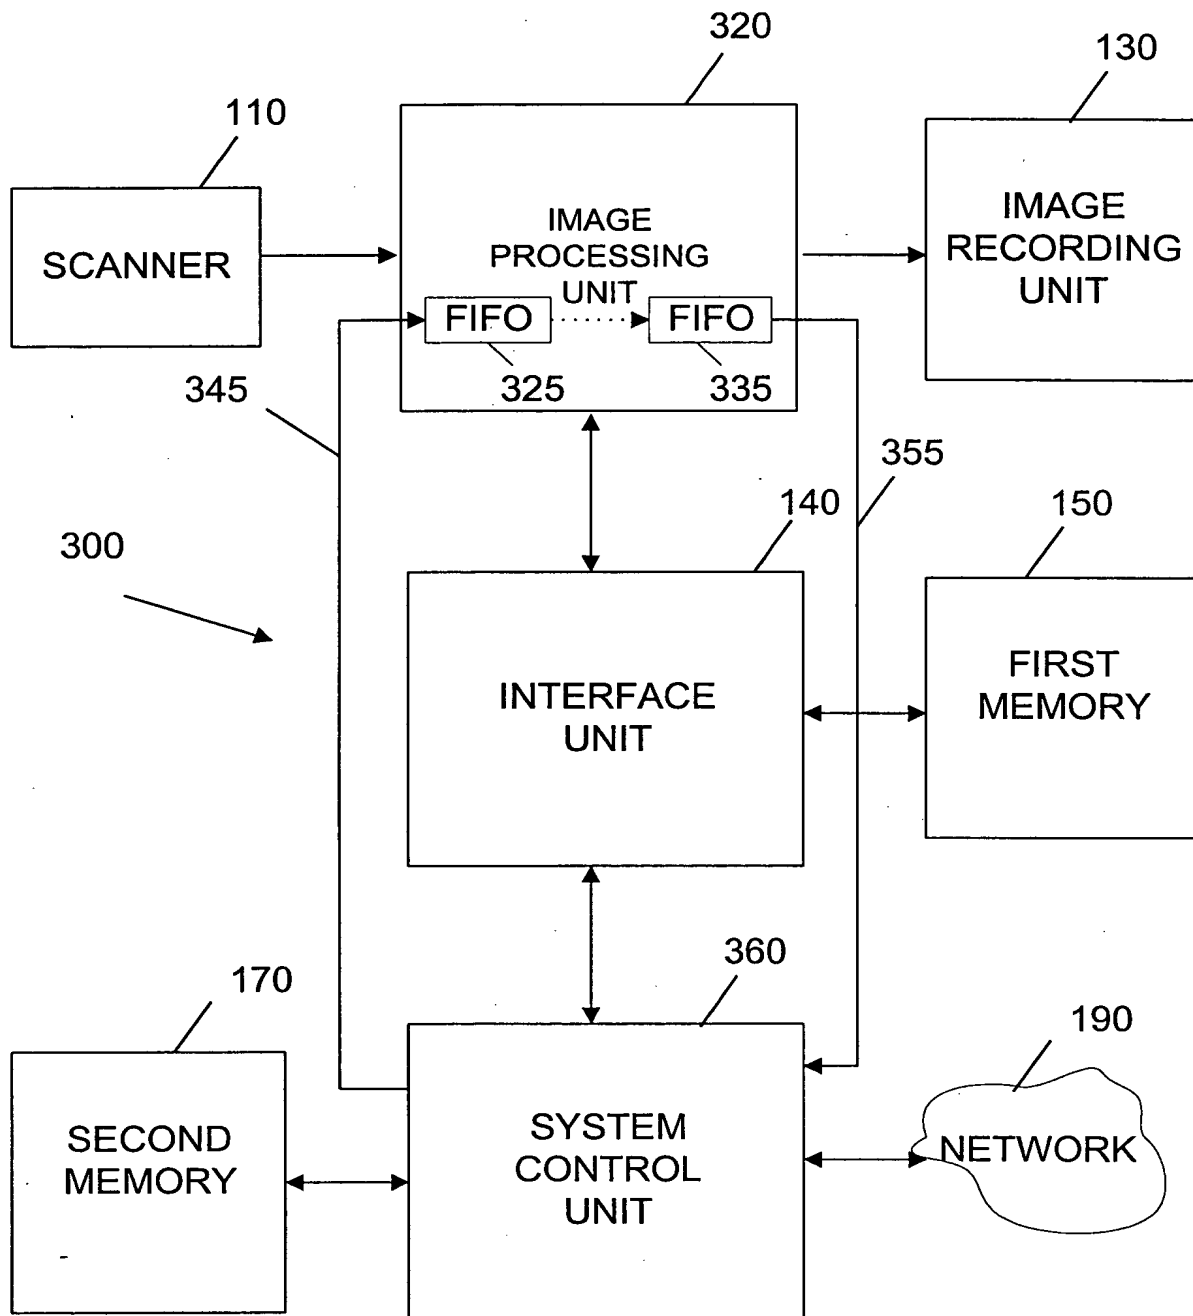 320
130
110
IMAGE
PROCESSING
UNIT
IMAGE
RECORDING
UNIT
SCANNER
FIFO
FIFO
345
325
335
355
140
150
300
FIRST
MEMORY
INTERFACE
UNIT
170
360
190
SECOND
MEMORY
SYSTEM
CONTROL
UNIT
NETWORK